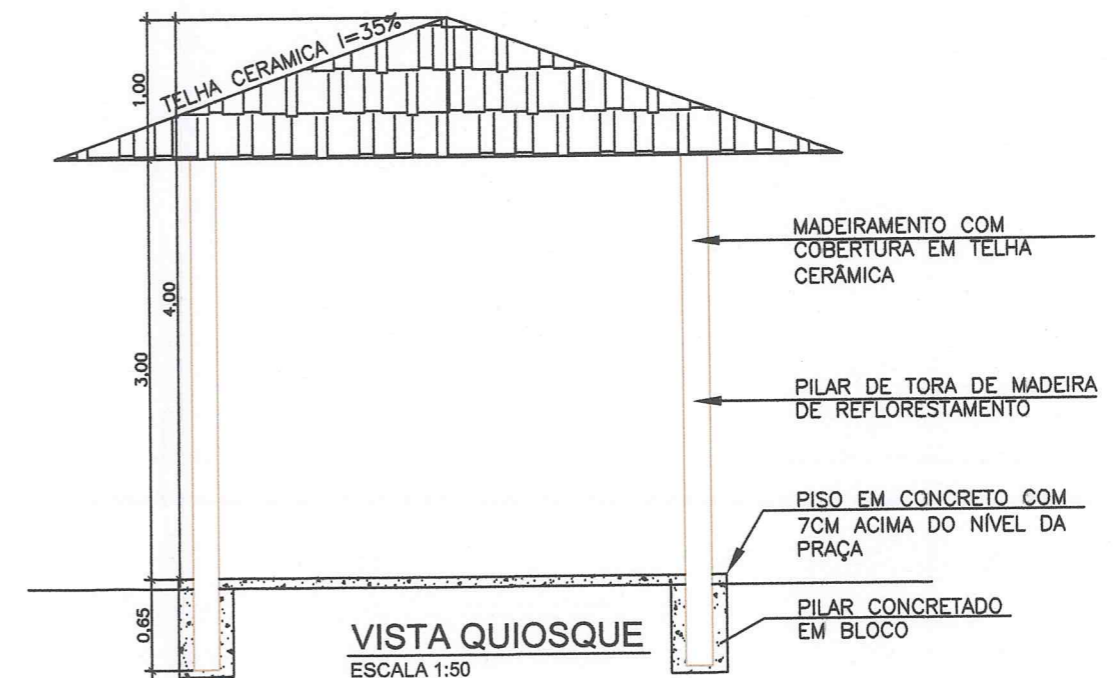 TELHA CERAMICA I=35%
1,00
4,00
3,00
0,65
MADEIRAMENTO COM
COBERTURA EM TELHA
CERÂMICA
PILAR DE TORA DE MADEIRA
DE REFLORESTAMENTO
PISO EM CONCRETO COM
7CM ACIMA DO NÍVEL DA
PRAÇA
PILAR CONCRETADO
EM BLOCO
VISTA QUIOSQUE
ESCALA 1:50